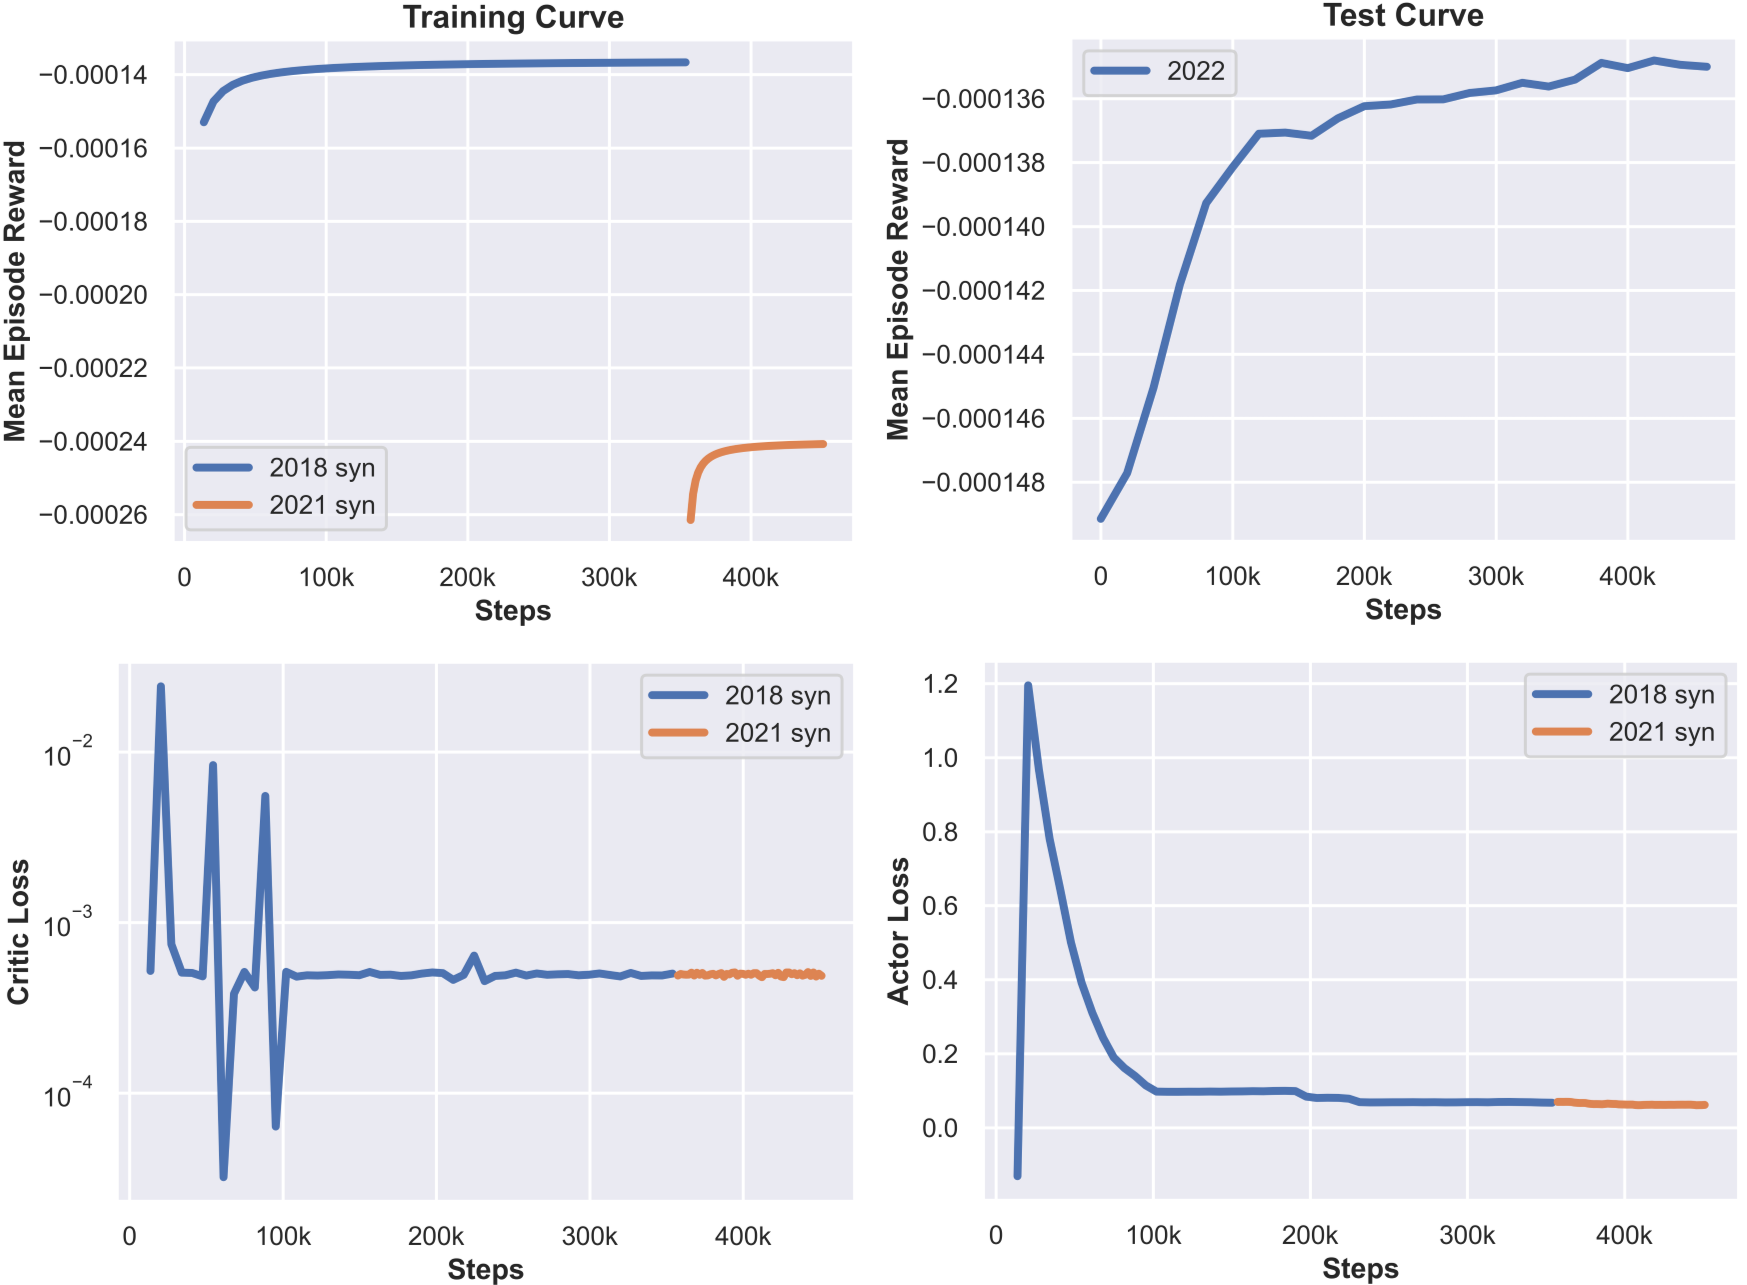 Training Curve
Mean Episode Reward
−0.00014
−0.00016
−0.00018
−0.00020
−0.00022
−0.00024
−0.00026
2018 syn
2021 syn
0 100k 200k 300k 400k
Steps
Test Curve
Mean Episode Reward
2022
−0.000136
−0.000138
−0.000140
−0.000142
−0.000144
−0.000146
−0.000148
0 100k 200k 300k 400k
Steps
Critic Loss
2018 syn
2021 syn
10⁻²
10⁻³
10⁻⁴
0 100k 200k 300k 400k
Steps
Actor Loss
2018 syn
2021 syn
1.2
1.0
0.8
0.6
0.4
0.2
0.0
0 100k 200k 300k 400k
Steps